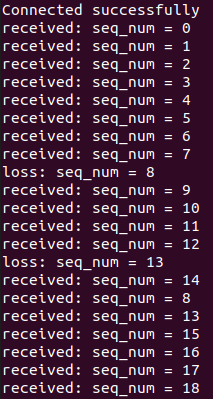 Connected successfully
received: seq_num = 0
received: seq_num = 1
received: seq_num = 2
received: seq_num = 3
received: seq_num = 4
received: seq_num = 5
received: seq_num = 6
received: seq_num = 7
loss: seq_num = 8
received: seq_num = 9
received: seq_num = 10
received: seq_num = 11
received: seq_num = 12
loss: seq_num = 13
received: seq_num = 14
received: seq_num = 8
received: seq_num = 13
received: seq_num = 15
received: seq_num = 16
received: seq_num = 17
received: seq_num = 18